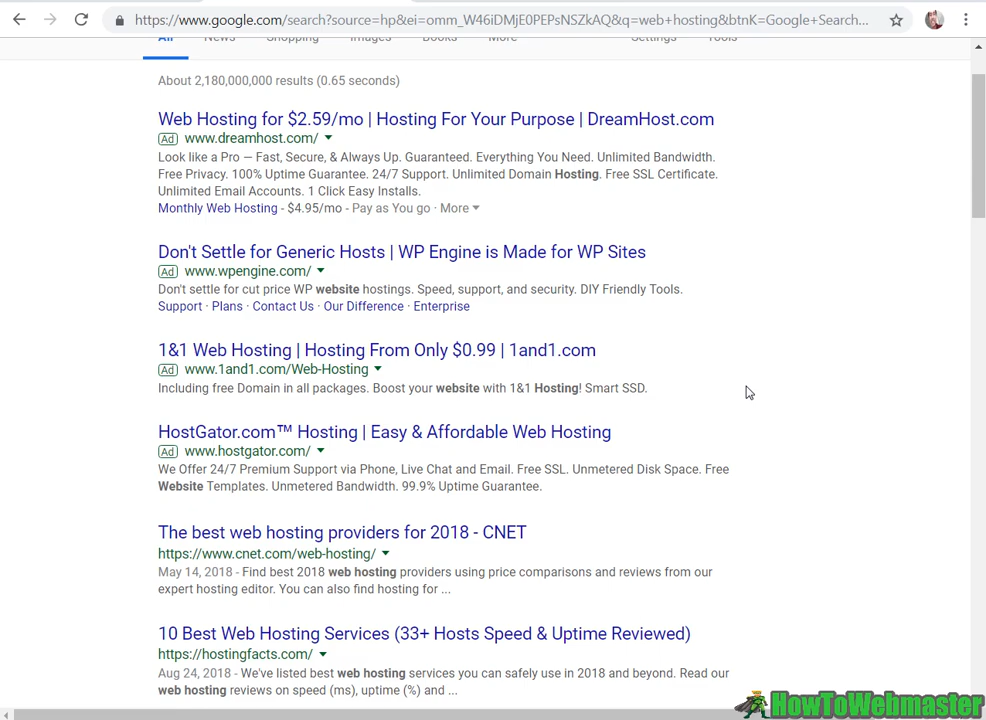 https://www.google.com/search?source=hp&ei=omm_W46iDMjE0PEPsNSZkAQ&q=web+hosting&btnK=Google+Search...
All News Shopping Images Books More Settings Tools
About 2,180,000,000 results (0.65 seconds)
Web Hosting for $2.59/mo | Hosting For Your Purpose | DreamHost.com
Ad www.dreamhost.com/
Look like a Pro — Fast, Secure, & Always Up. Guaranteed. Everything You Need. Unlimited Bandwidth.
Free Privacy. 100% Uptime Guarantee. 24/7 Support. Unlimited Domain Hosting. Free SSL Certificate.
Unlimited Email Accounts. 1 Click Easy Installs.
Monthly Web Hosting - $4.95/mo - Pay as You go · More
Don't Settle for Generic Hosts | WP Engine is Made for WP Sites
Ad www.wpengine.com/
Don't settle for cut price WP website hostings. Speed, support, and security. DIY Friendly Tools.
Support · Plans · Contact Us · Our Difference · Enterprise
1&1 Web Hosting | Hosting From Only $0.99 | 1and1.com
Ad www.1and1.com/Web-Hosting
Including free Domain in all packages. Boost your website with 1&1 Hosting! Smart SSD.
HostGator.com™ Hosting | Easy & Affordable Web Hosting
Ad www.hostgator.com/
We Offer 24/7 Premium Support via Phone, Live Chat and Email. Free SSL. Unmetered Disk Space. Free
Website Templates. Unmetered Bandwidth. 99.9% Uptime Guarantee.
The best web hosting providers for 2018 - CNET
https://www.cnet.com/web-hosting/
May 14, 2018 - Find best 2018 web hosting providers using price comparisons and reviews from our
expert hosting editor. You can also find hosting for ...
10 Best Web Hosting Services (33+ Hosts Speed & Uptime Reviewed)
https://hostingfacts.com/
Aug 24, 2018 - We've listed best web hosting services you can safely use in 2018 and beyond. Read our
web hosting reviews on speed (ms), uptime (%) and ...
HowToWebmaster